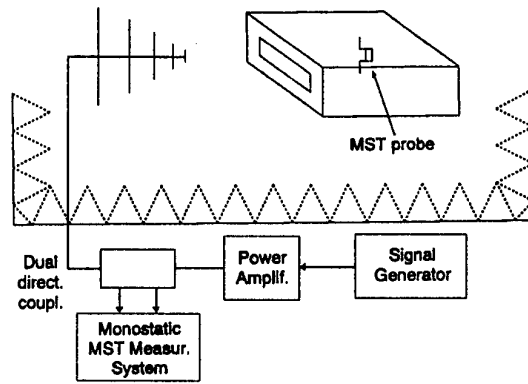 MST probe
Dual
direct.
coupl.
Power
Amplif.
Signal
Generator
Monostatic
MST Measur.
System